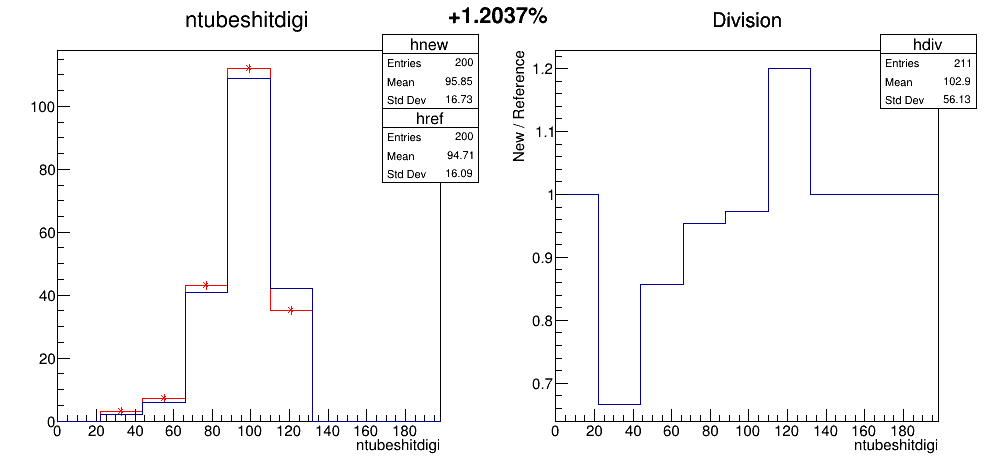 ntubeshitdigi
+1.2037%
Division
hnew
Entries 200
Mean 95.85
Std Dev 16.73
href
Entries 200
Mean 94.71
Std Dev 16.09
100
80
60
40
20
0
0 20 40 60 80 100 120 140 160 180
ntubeshitdigi
hdiv
Entries 211
Mean 102.9
Std Dev 56.13
New / Reference
1.2
1.1
1
0.9
0.8
0.7
0 20 40 60 80 100 120 140 160 180
ntubeshitdigi